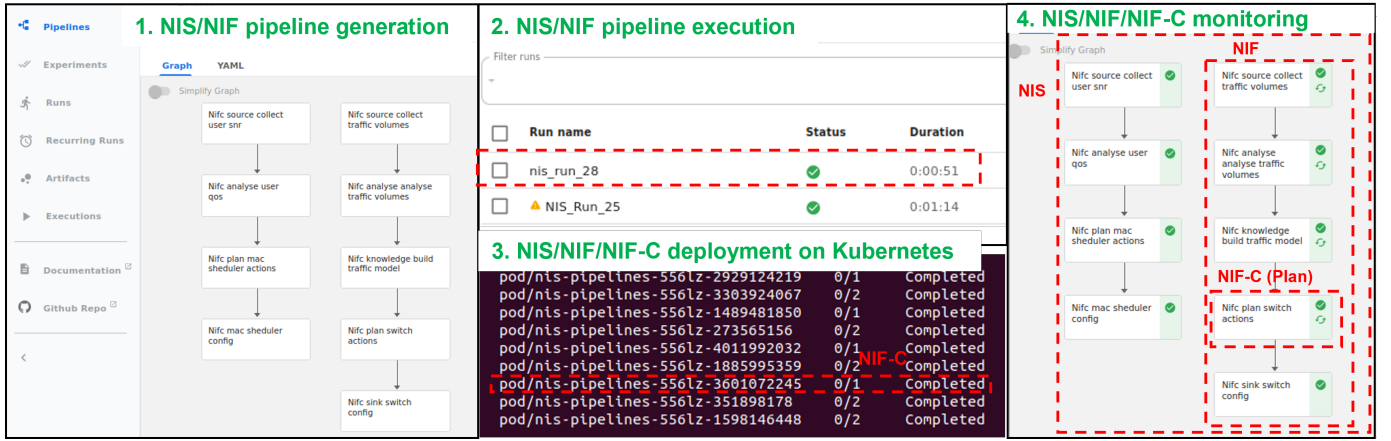 1. NIS/NIF pipeline generation
Pipelines
Experiments
Runs
Recurring Runs
Artifacts
Executions
Documentation
Github Repo
Graph YAML
Simplify Graph
Nifc source collect
user snr
Nifc analyse user
qos
Nifc plan mac
sheduler actions
Nifc mac sheduler
config
Nifc source collect
traffic volumes
Nifc analyse analyse
traffic volumes
Nifc knowledge build
traffic model
Nifc plan switch
actions
Nifc sink switch
config
2. NIS/NIF pipeline execution
Filter runs
Run name Status Duration
nis_run_28 0:00:51
NIS_Run_25 0:01:14
3. NIS/NIF/NIF-C deployment on Kubernetes
pod/nis-pipelines-556lz-2929124219 0/1 Completed
pod/nis-pipelines-556lz-3303924067 0/2 Completed
pod/nis-pipelines-556lz-1489481850 0/1 Completed
pod/nis-pipelines-556lz-273565156 0/2 Completed
pod/nis-pipelines-556lz-4011992032 0/1 Completed
pod/nis-pipelines-556lz-1885995359 0/2 Completed
NIF-C
pod/nis-pipelines-556lz-3601072245 0/1 Completed
pod/nis-pipelines-556lz-351898178 0/2 Completed
pod/nis-pipelines-556lz-1598146448 0/2 Completed
4. NIS/NIF/NIF-C monitoring
Simplify Graph
NIS
NIF
Nifc source collect
user snr
Nifc analyse user
qos
Nifc plan mac
sheduler actions
Nifc mac sheduler
config
Nifc source collect
traffic volumes
Nifc analyse
analyse traffic
volumes
Nifc knowledge
build traffic model
NIF-C (Plan)
Nifc plan switch
actions
Nifc sink switch
config